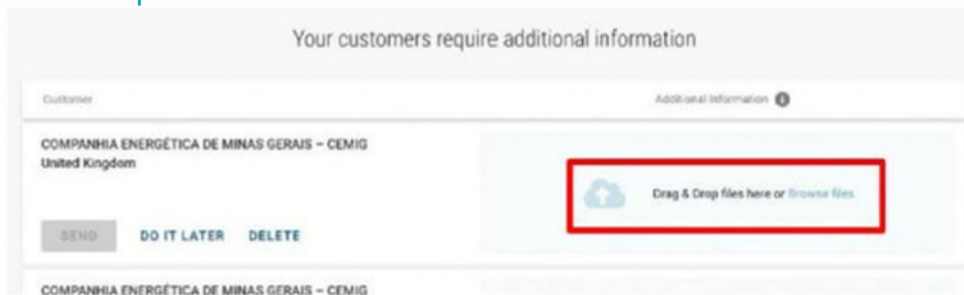 Your customers require additional information
Customer
Additional Information
COMPANHIA ENERGÉTICA DE MINAS GERAIS – CEMIG
United Kingdom
Drag & Drop files here or Browse files
SEND DO IT LATER DELETE
COMPANHIA ENERGÉTICA DE MINAS GERAIS – CEMIG